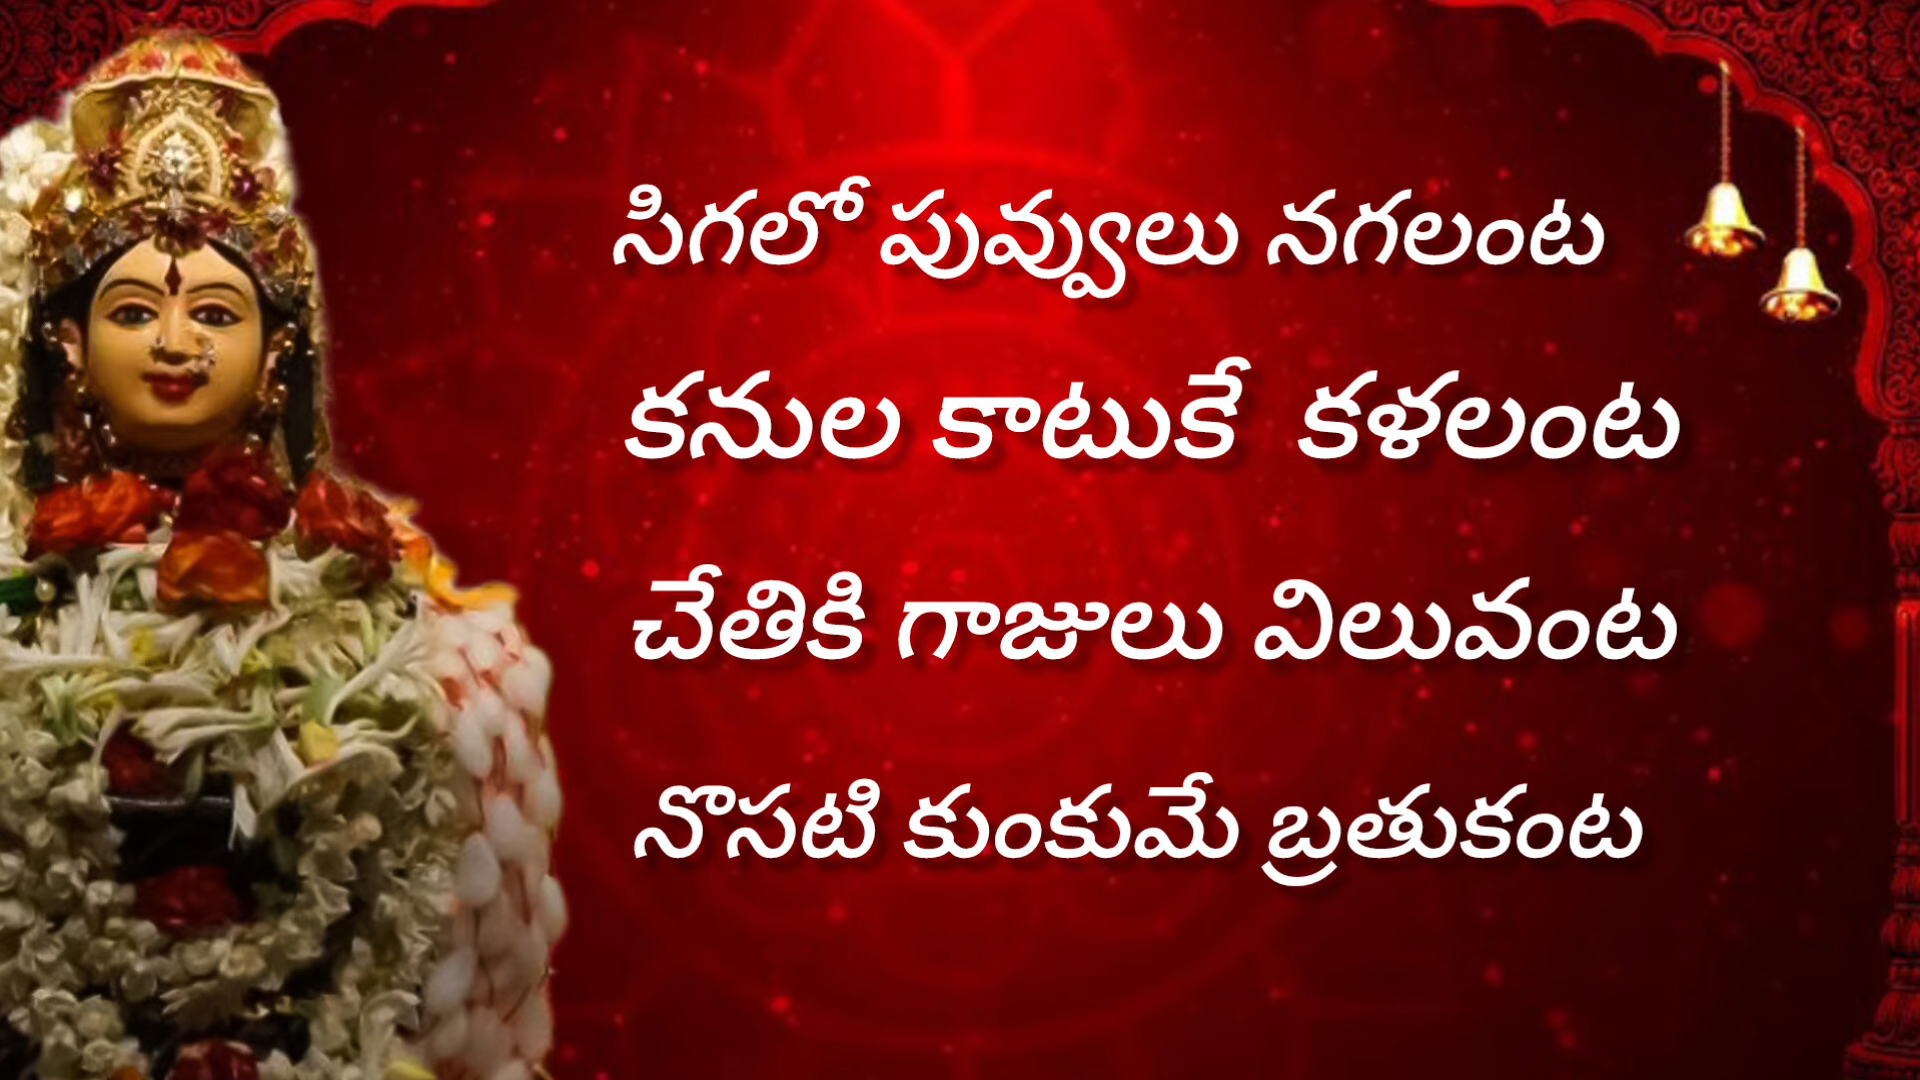 సిగలో పువ్వులు నగలంట
కనుల కాటుకే కళలంట
చేతికి గాజులు విలువంట
నొసటి కుంకుమే బ్రతుకంట